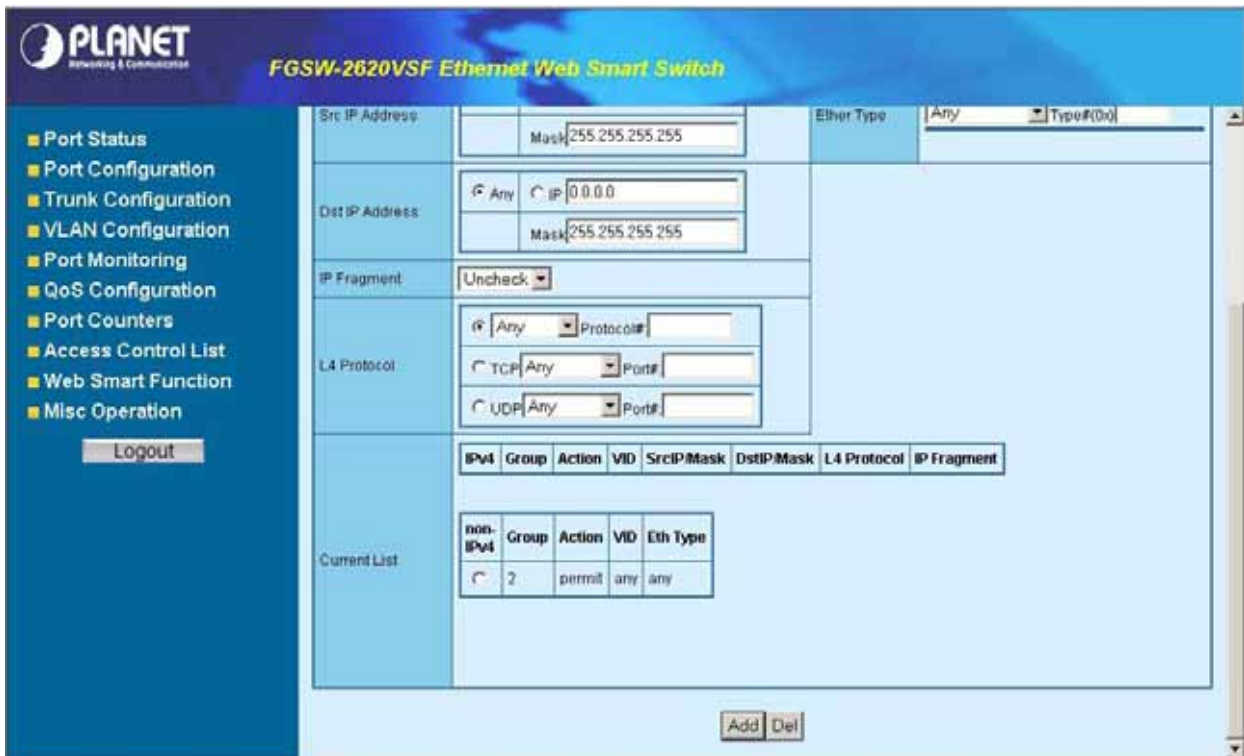 PLANET
Networking & Communication
FGSW-2620VSF Ethernet Web Smart Switch
Port Status
Port Configuration
Trunk Configuration
VLAN Configuration
Port Monitoring
QoS Configuration
Port Counters
Access Control List
Web Smart Function
Misc Operation
Logout
Src IP Address
Mask 255.255.255.255
Ether Type
Any Type#(0x)
Dst IP Address
Any IP 0.0.0.0
Mask 255.255.255.255
IP Fragment
Uncheck
L4 Protocol
Any Protocol#:
TCP Any Port#:
UDP Any Port#:
Current List
IPv4 Group Action VID SrcIP/Mask DstIP/Mask L4 Protocol IP Fragment
non-IPv4 Group Action VID Eth Type
2 permit any any
Add Del